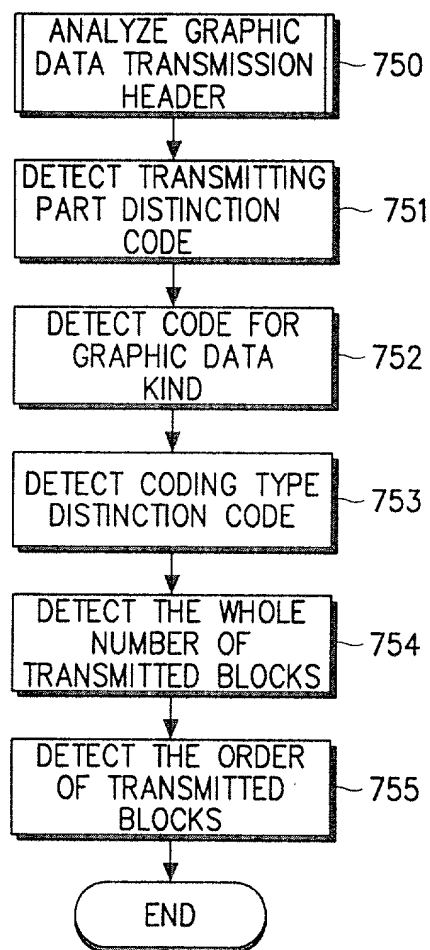 ANALYZE GRAPHIC
DATA TRANSMISSION
HEADER
750
DETECT TRANSMITTING
PART DISTINCTION
CODE
751
DETECT CODE FOR
GRAPHIC DATA
KIND
752
DETECT CODING TYPE
DISTINCTION CODE
753
DETECT THE WHOLE
NUMBER OF
TRANSMITTED BLOCKS
754
DETECT THE ORDER
OF TRANSMITTED
BLOCKS
755
END